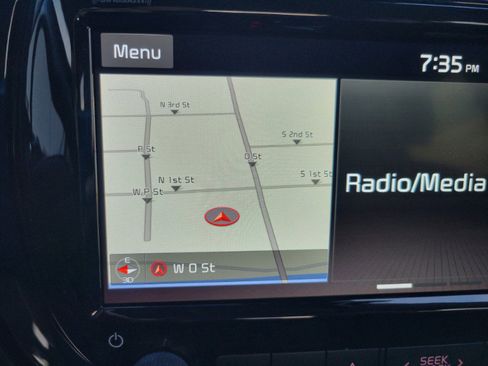 Menu
7:35 PM
N 3rd St
S 2nd St
P St
O St
N 1st St
S 1st St
W P St
Radio/Media
E
30
W O St
SEEK